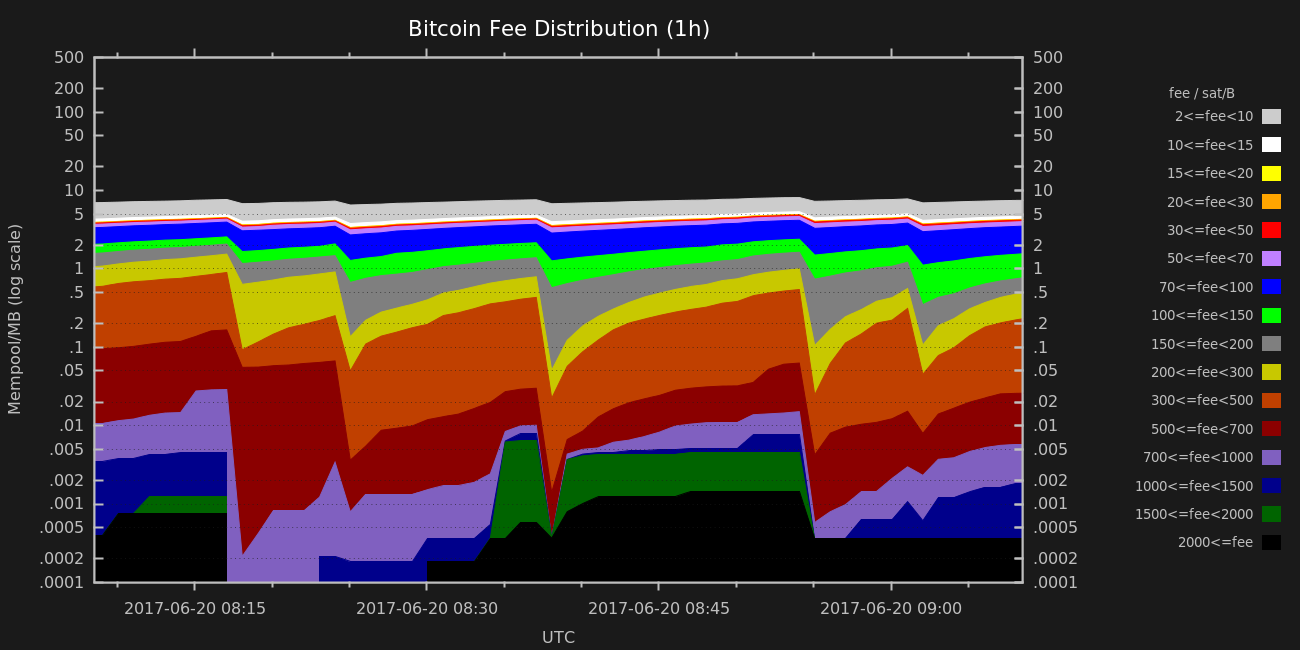 Bitcoin Fee Distribution (1h)
500 500
200 200
100 100
50 50
20 20
10 10
5 5
2 2
1 1
.5 .5
.2 .2
.1 .1
.05 .05
.02 .02
.01 .01
.005 .005
.002 .002
.001 .001
.0005 .0005
.0002 .0002
.0001 .0001
Mempool/MB (log scale)
2017-06-20 08:15 2017-06-20 08:30 2017-06-20 08:45 2017-06-20 09:00
UTC
fee / sat/B
2<=fee<10
10<=fee<15
15<=fee<20
20<=fee<30
30<=fee<50
50<=fee<70
70<=fee<100
100<=fee<150
150<=fee<200
200<=fee<300
300<=fee<500
500<=fee<700
700<=fee<1000
1000<=fee<1500
1500<=fee<2000
2000<=fee